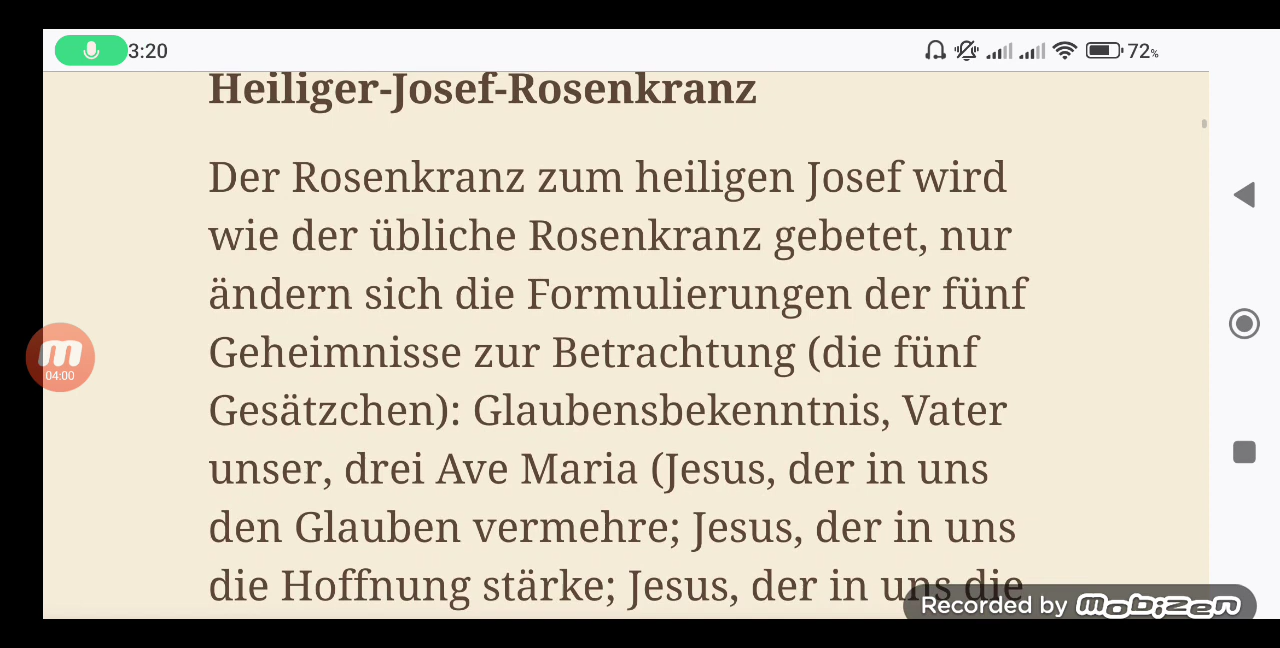 3:20
72%
Heiliger-Josef-Rosenkranz
Der Rosenkranz zum heiligen Josef wird
wie der übliche Rosenkranz gebetet, nur
ändern sich die Formulierungen der fünf
Geheimnisse zur Betrachtung (die fünf
Gesätzchen): Glaubensbekenntnis, Vater
unser, drei Ave Maria (Jesus, der in uns
den Glauben vermehre; Jesus, der in uns
die Hoffnung stärke; Jesus, der in uns die
m
04:00
Recorded by mobizen